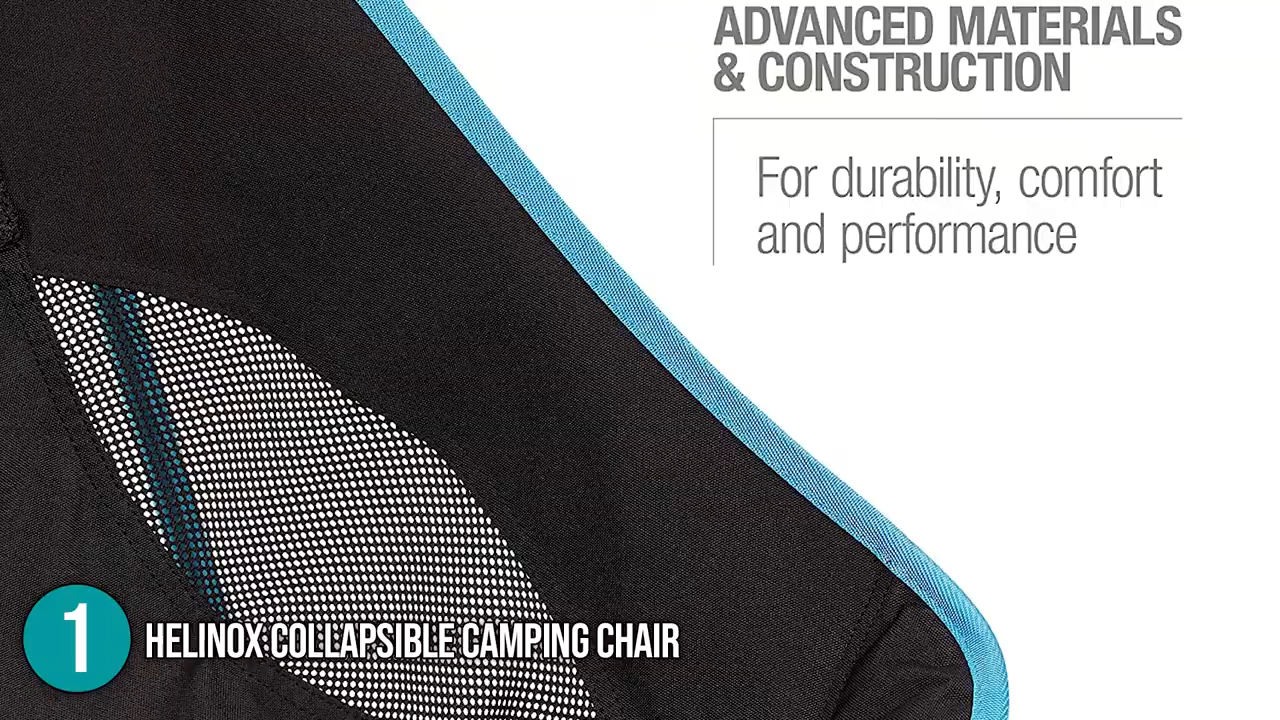 ADVANCED MATERIALS
& CONSTRUCTION
For durability, comfort
and performance
1
HELINOX COLLAPSIBLE CAMPING CHAIR